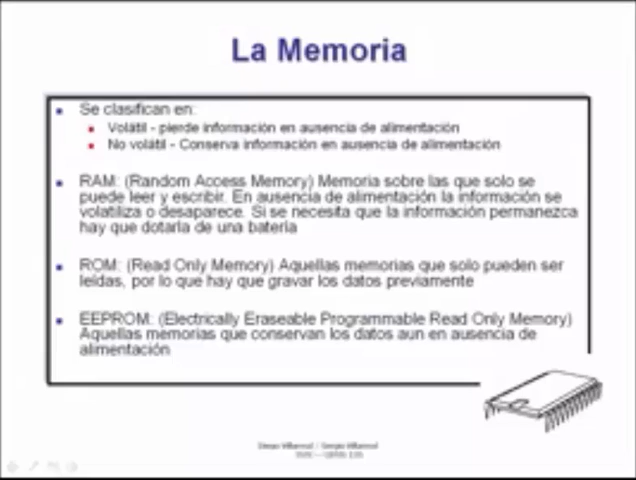 La Memoria
Se clasifican en:
Volátil - pierde información en ausencia de alimentación
No volátil - Conserva información en ausencia de alimentación
RAM: (Random Access Memory) Memoria sobre las que solo se
puede leer y escribir. En ausencia de alimentación la información se
volatiliza o desaparece. Si se necesita que la información permanezca
hay que dotarla de una batería
ROM: (Read Only Memory) Aquellas memorias que solo pueden ser
leídas, por lo que hay que gravar los datos previamente
EEPROM: (Electrically Eraseable Programmable Read Only Memory)
Aquellas memorias que conservan los datos aun en ausencia de
alimentación